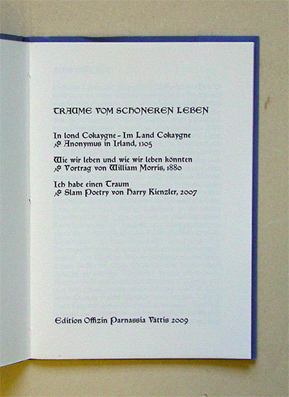 TRAUME VOM SCHONEREN LEBEN
In lond Cokaygne – Im Land Cokaygne
Anonymus in Irland, 1105
Wie wir leben und wie wir leben könnten
Vortrag von William Morris, 1880
Ich habe einen Traum
Slam Poetry von Harry Kienzler, 2007
Edition Offizin Parnassia Vättis 2009